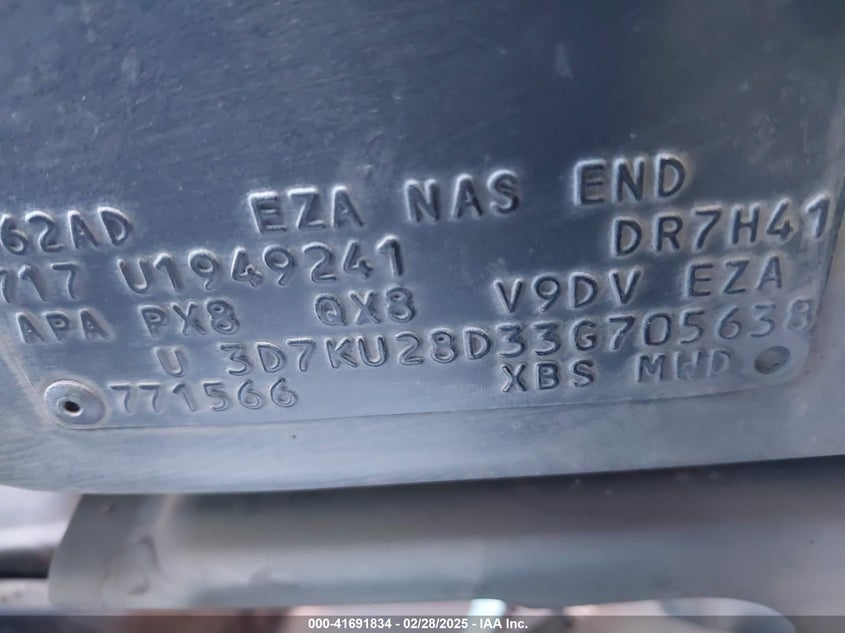 62AD EZA NAS END
717 U1949241 DR7H41
APA PX8 QX8 V9DV EZA
U 3D7KU28D33G705638
771566 XBS MWD
000-41691834 - 02/28/2025 - IAA Inc.